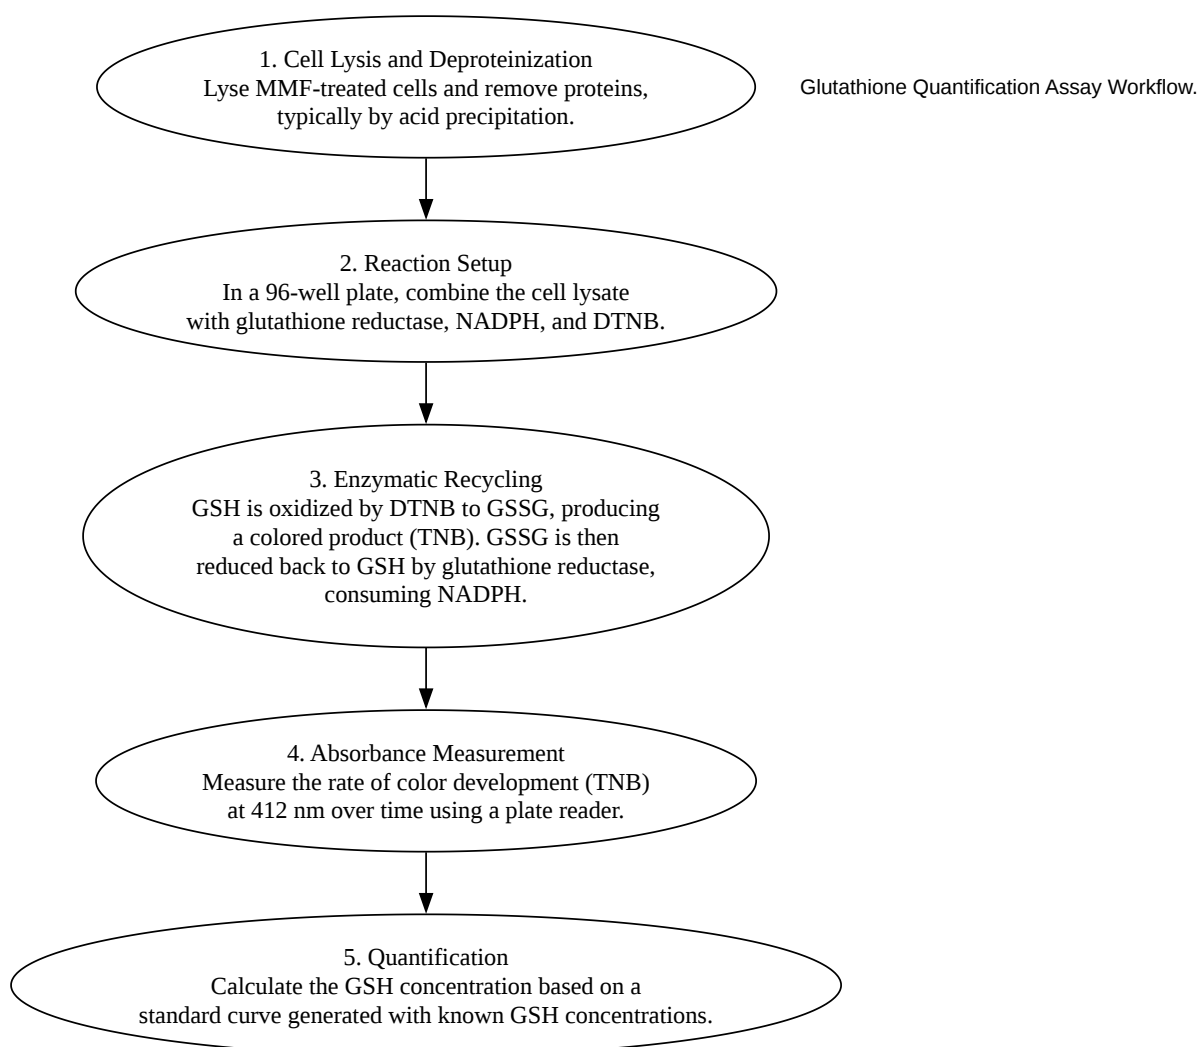 1. Cell Lysis and Deproteinization
Lyse MMF-treated cells and remove proteins,
typically by acid precipitation.
Glutathione Quantification Assay Workflow.
2. Reaction Setup
In a 96-well plate, combine the cell lysate
with glutathione reductase, NADPH, and DTNB.
3. Enzymatic Recycling
GSH is oxidized by DTNB to GSSG, producing
a colored product (TNB). GSSG is then
reduced back to GSH by glutathione reductase,
consuming NADPH.
4. Absorbance Measurement
Measure the rate of color development (TNB)
at 412 nm over time using a plate reader.
5. Quantification
Calculate the GSH concentration based on a
standard curve generated with known GSH concentrations.